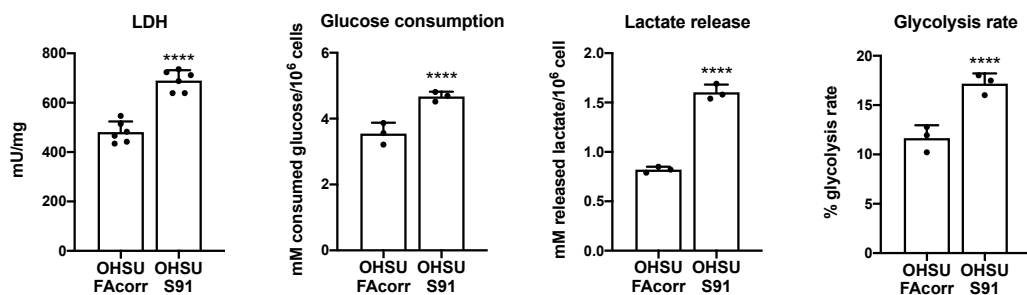 LDH
mU/mg
800
600
400
200
0
****
OHSU OHSU
FAcorr S91
Glucose consumption
mM consumed glucose/10⁶ cells
6
4
2
0
****
OHSU OHSU
FAcorr S91
Lactate release
mM released lactate/10⁶ cell
2.0
1.5
1.0
0.5
0.0
****
OHSU OHSU
FAcorr S91
Glycolysis rate
% glycolysis rate
20
15
10
5
0
****
OHSU OHSU
FAcorr S91